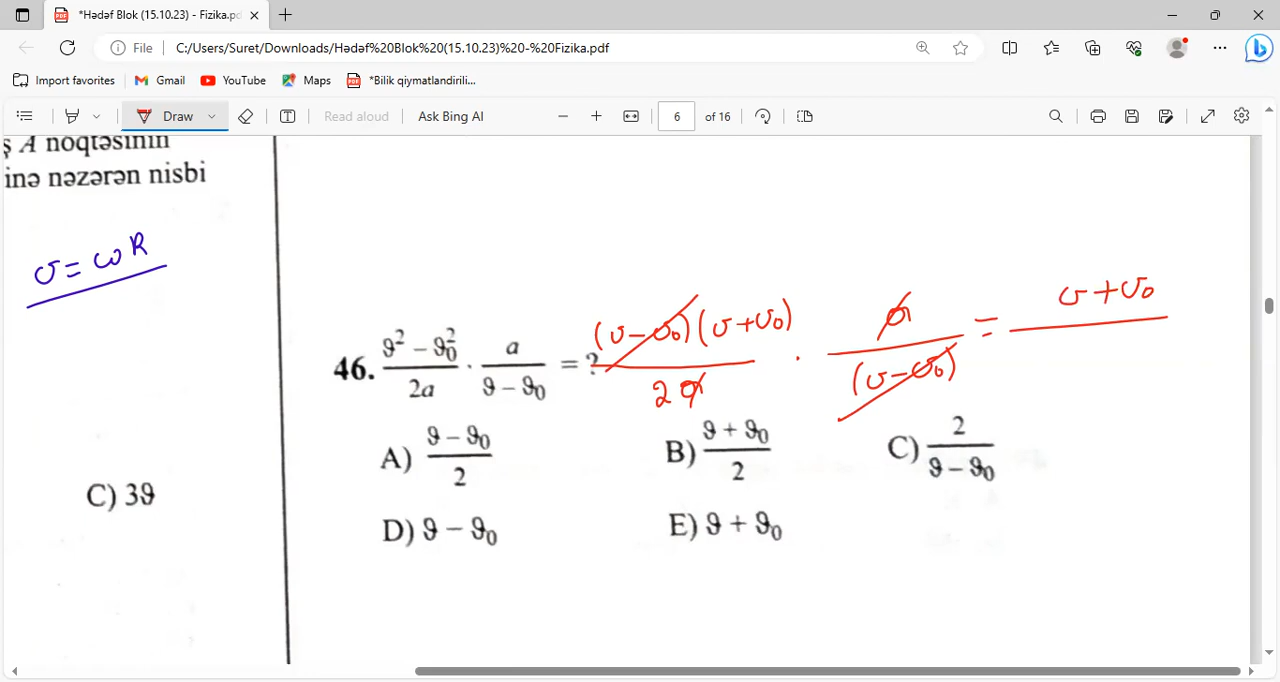 *Hədəf Blok (15.10.23) - Fizika.pd
File C:/Users/Suret/Downloads/Hədəf%20Blok%20(15.10.23)%20-%20Fizika.pdf
Import favorites Gmail YouTube Maps *Bilik qiymatlandirili...
Draw Read aloud Ask Bing AI 6 of 16
ş A nöqtəsinin
inə nəzərən nisbi
υ = ωR
C) 3ϑ
46. (ϑ² − ϑ₀²)/2a · a/(ϑ − ϑ₀) = ? (υ−υ₀)(υ+υ₀)/2a · a/(υ−υ₀) = υ+υ₀
A) (ϑ − ϑ₀)/2 B) (ϑ + ϑ₀)/2 C) 2/(ϑ − ϑ₀)
D) ϑ − ϑ₀ E) ϑ + ϑ₀